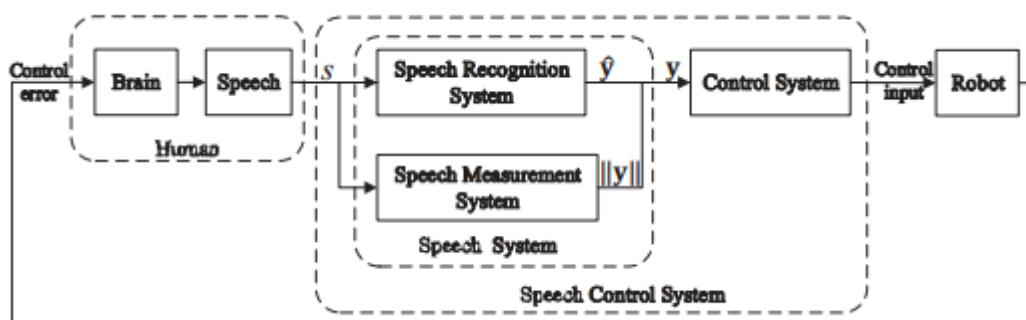 Control
error
Brain
Speech
Human
s
Speech Recognition
System
ŷ
Speech Measurement
System
||y||
Speech System
y
Control System
Speech Control System
Control
input
Robot